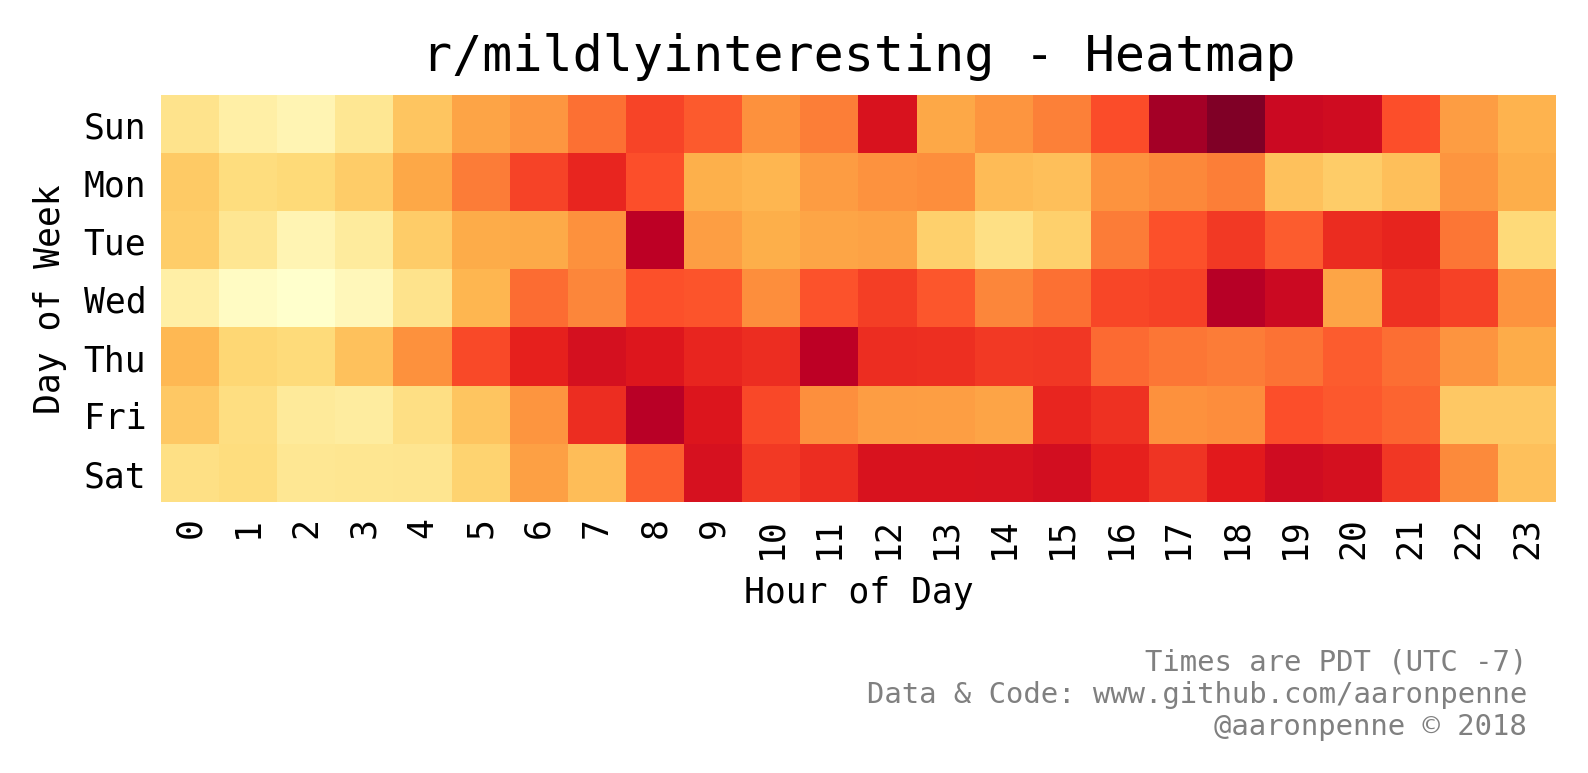 r/mildlyinteresting - Heatmap
Day of Week
Sun
Mon
Tue
Wed
Thu
Fri
Sat
0 1 2 3 4 5 6 7 8 9 10 11 12 13 14 15 16 17 18 19 20 21 22 23
Hour of Day
Times are PDT (UTC -7)
Data & Code: www.github.com/aaronpenne
@aaronpenne © 2018